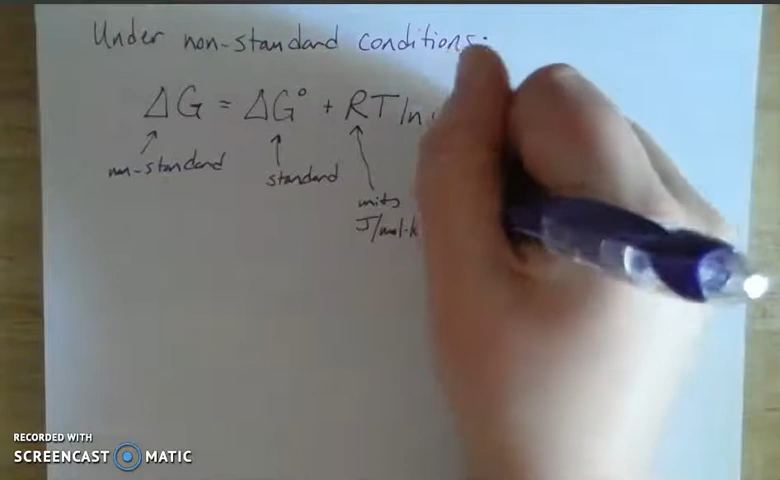 Under non-standard conditions:
ΔG = ΔG° + RT ln
non-standard
standard
units
J/mol·k
RECORDED WITH
SCREENCAST MATIC